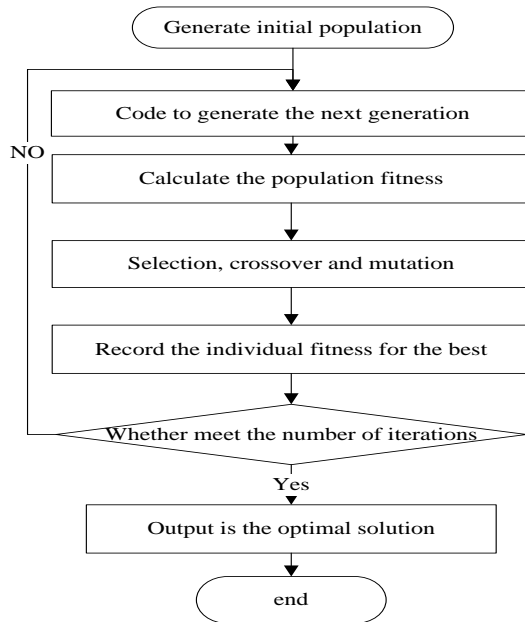 Generate initial population
Code to generate the next generation
NO
Calculate the population fitness
Selection, crossover and mutation
Record the individual fitness for the best
Whether meet the number of iterations
Yes
Output is the optimal solution
end